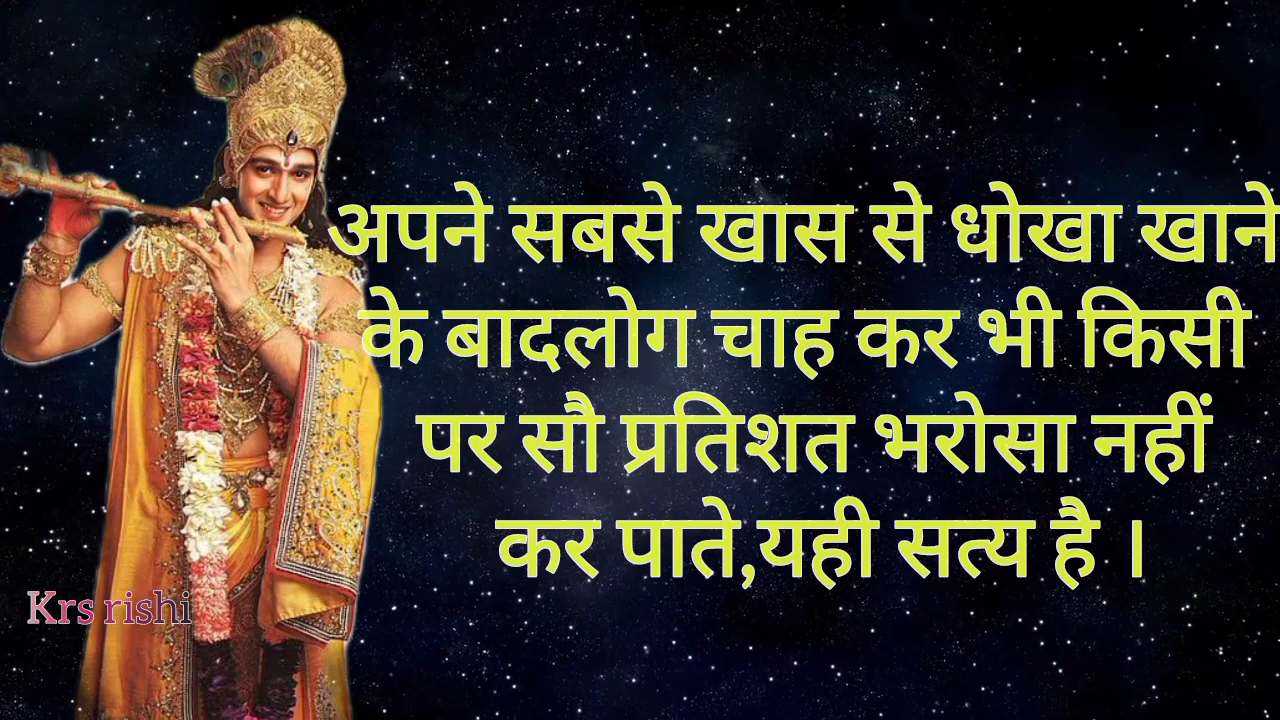 अपने सबसे खास से धोखा खाने
के बादलोग चाह कर भी किसी
पर सौ प्रतिशत भरोसा नहीं
कर पाते,यही सत्य है ।
Krs rishi